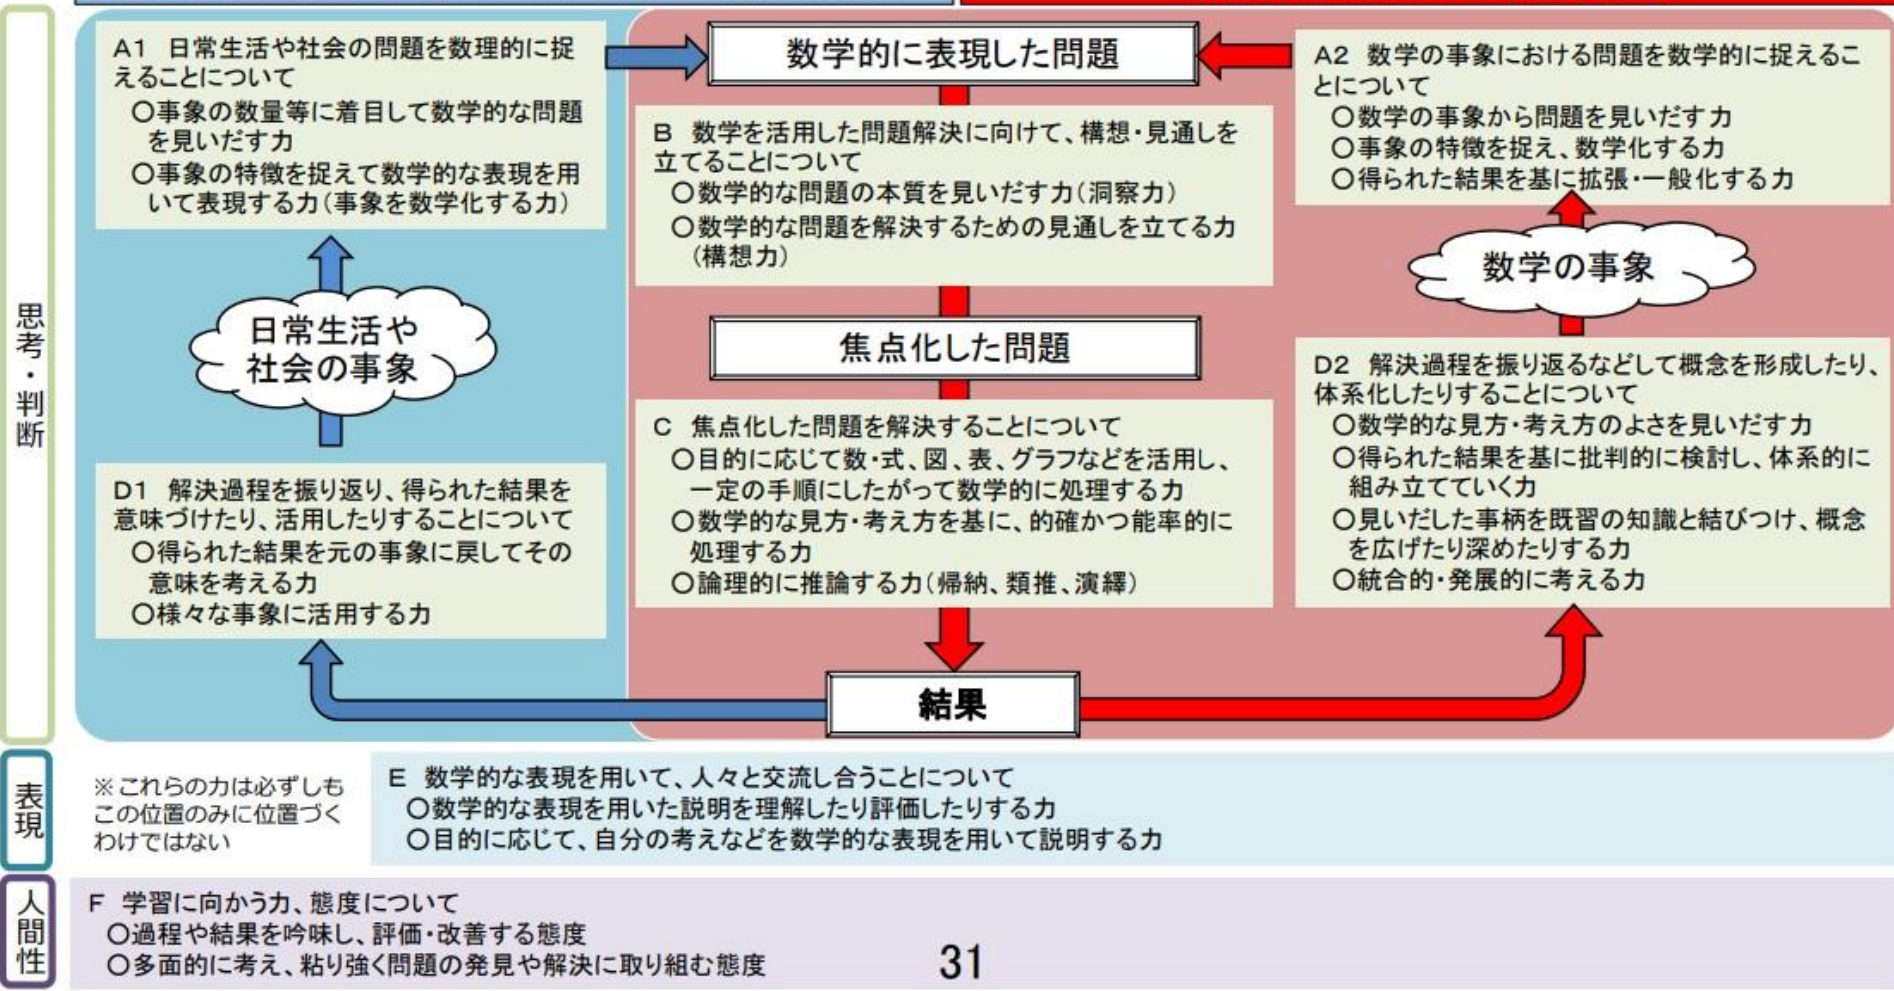 思考・判断
A1 日常生活や社会の問題を数理的に捉
えることについて
○事象の数量等に着目して数学的な問題
を見いだす力
○事象の特徴を捉えて数学的な表現を用
いて表現する力(事象を数学化する力)
日常生活や
社会の事象
D1 解決過程を振り返り、得られた結果を
意味づけたり、活用したりすることについて
○得られた結果を元の事象に戻してその
意味を考える力
○様々な事象に活用する力
数学的に表現した問題
B 数学を活用した問題解決に向けて、構想・見通しを
立てることについて
○数学的な問題の本質を見いだす力(洞察力)
○数学的な問題を解決するための見通しを立てる力
(構想力)
焦点化した問題
C 焦点化した問題を解決することについて
○目的に応じて数・式、図、表、グラフなどを活用し、
一定の手順にしたがって数学的に処理する力
○数学的な見方・考え方を基に、的確かつ能率的に
処理する力
○論理的に推論する力(帰納、類推、演繹)
結果
A2 数学の事象における問題を数学的に捉えるこ
とについて
○数学の事象から問題を見いだす力
○事象の特徴を捉え、数学化する力
○得られた結果を基に拡張・一般化する力
数学の事象
D2 解決過程を振り返るなどして概念を形成したり、
体系化したりすることについて
○数学的な見方・考え方のよさを見いだす力
○得られた結果を基に批判的に検討し、体系的に
組み立てていく力
○見いだした事柄を既習の知識と結びつけ、概念
を広げたり深めたりする力
○統合的・発展的に考える力
表現
※これらの力は必ずしも
この位置のみに位置づく
わけではない
E 数学的な表現を用いて、人々と交流し合うことについて
○数学的な表現を用いた説明を理解したり評価したりする力
○目的に応じて、自分の考えなどを数学的な表現を用いて説明する力
人間性
F 学習に向かう力、態度について
○過程や結果を吟味し、評価・改善する態度
○多面的に考え、粘り強く問題の発見や解決に取り組む態度
31